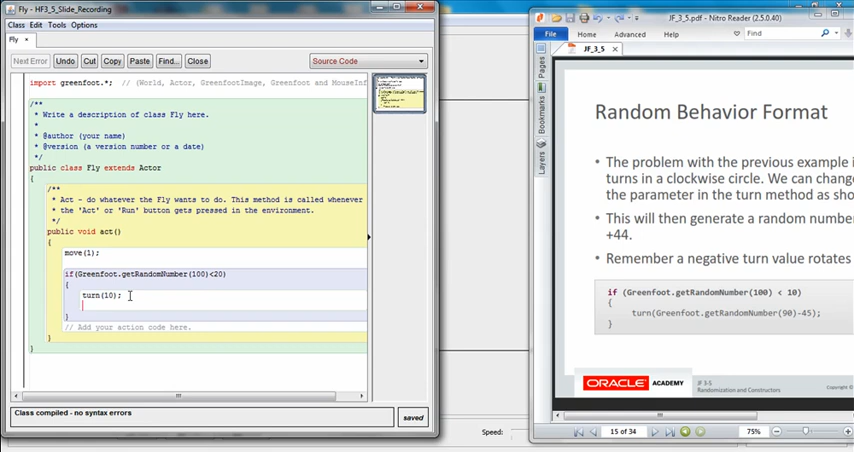 Fly - HF3_5_Slide_Recording
Class Edit Tools Options
Fly ×
Next Error Undo Cut Copy Paste Find... Close Source Code
import greenfoot.*; // (World, Actor, GreenfootImage, Greenfoot and MouseInf
/**
* Write a description of class Fly here.
*
* @author (your name)
* @version (a version number or a date)
*/
public class Fly extends Actor
{
/**
* Act - do whatever the Fly wants to do. This method is called whenever
* the 'Act' or 'Run' button gets pressed in the environment.
*/
public void act()
{
move(1);
if(Greenfoot.getRandomNumber(100)<20)
{
turn(10);
}
// Add your action code here.
}
}
Class compiled - no syntax errors
saved
Speed:
JF_3_5.pdf - Nitro Reader (2.5.0.40)
File Home Advanced Help Find
JF_3_5 ×
Pages
Bookmarks
Layers
Random Behavior Format
• The problem with the previous example i
turns in a clockwise circle. We can change
the parameter in the turn method as sho
• This will then generate a random number
+44.
• Remember a negative turn value rotates
if (Greenfoot.getRandomNumber(100) < 10)
{
turn(Greenfoot.getRandomNumber(90)-45);
}
ORACLE ACADEMY
JF 3-5
Randomization and Constructors
Copyright ©
15 of 34
75%